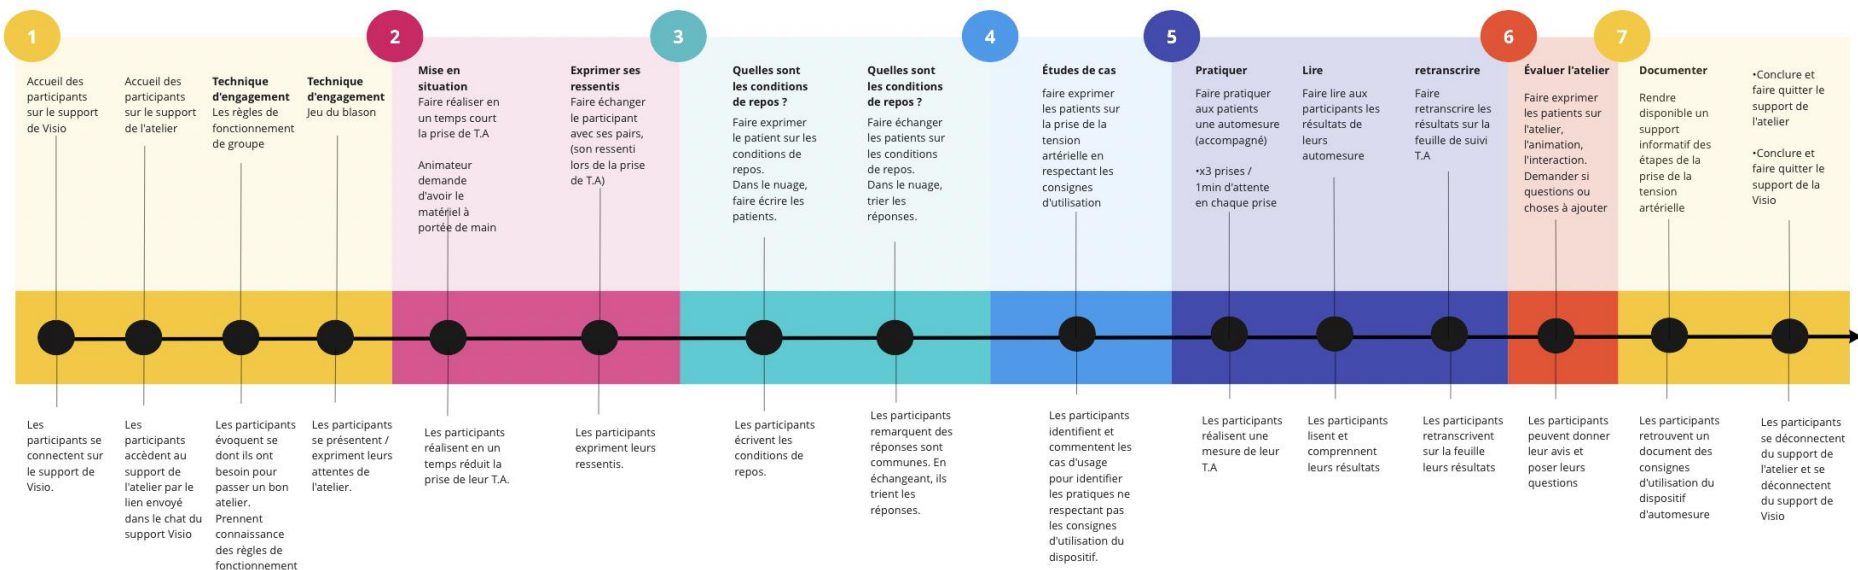 1
2
3
4
5
6
7
Accueil des
participants
sur le support
de Visio
Accueil des
participants
sur le support
de l'atelier
Technique
d'engagement
Les règles de
fonctionnement
de groupe
Technique
d'engagement
Jeu du blason
Mise en
situation
Faire réaliser en
un temps court
la prise de T.A
Animateur
demande
d'avoir le
matériel à
portée de main
Exprimer ses
ressentis
Faire échanger
le participant
avec ses pairs,
(son ressenti
lors de la prise
de T.A)
Quelles sont
les conditions
de repos ?
Faire exprimer
le patient sur les
conditions de
repos.
Dans le nuage,
faire écrire les
patients.
Quelles sont
les conditions
de repos ?
Faire échanger
les patients sur
les conditions
de repos.
Dans le nuage,
trier les
réponses.
Études de cas
faire exprimer
les patients sur
la prise de la
tension
artérielle en
respectant les
consignes
d'utilisation
Pratiquer
Faire pratiquer
aux patients
une automesure
(accompagné)
•x3 prises /
1min d'attente
en chaque prise
Lire
Faire lire aux
participants les
résultats de
leurs
automesure
retranscrire
Faire
retranscrire les
résultats sur la
feuille de suivi
T.A
Évaluer l'atelier
Faire exprimer
les patients sur
l'atelier,
l'animation,
l'interaction.
Demander si
questions ou
choses à ajouter
Documenter
Rendre
disponible un
support
informatif des
étapes de la
prise de la
tension
artérielle
•Conclure et
faire quitter le
support de
l'atelier
•Conclure et
faire quitter le
support de la
Visio
Les
participants se
connectent sur
le support de
Visio.
Les
participants
accèdent au
support de
l'atelier par le
lien envoyé
dans le chat du
support Visio
Les participants
évoquent se
dont ils ont
besoin pour
passer un bon
atelier.
Prennent
connaissance
des règles de
fonctionnement
Les participants
se présentent /
expriment leurs
attentes de
l'atelier.
Les participants
réalisent en un
temps réduit la
prise de leur T.A.
Les participants
expriment leurs
ressentis.
Les participants
écrivent les
conditions de
repos.
Les participants
remarquent des
réponses sont
communes. En
échangeant, ils
trient les
réponses.
Les participants
identifient et
commentent les
cas d'usage
pour identifier
les pratiques ne
respectant pas
les consignes
d'utilisation du
dispositif.
Les participants
réalisent une
mesure de leur
T.A
Les participants
lisent et
comprennent
leurs résultats
Les participants
retranscrivent
sur la feuille
leurs résultats
Les participants
peuvent donner
leur avis et
poser leurs
questions
Les participants
retrouvent un
document des
consignes
d'utilisation du
dispositif
d'automesure
Les participants
se déconnectent
du support de
l'atelier et se
déconnectent
du support de
Visio